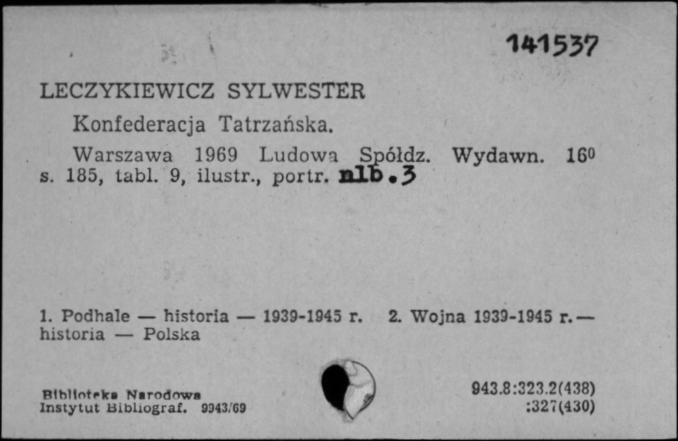 141537
LECZYKIEWICZ SYLWESTER
Konfederacja Tatrzańska.
Warszawa 1969 Ludowa Spółdz. Wydawn. 16⁰
s. 185, tabl. 9, ilustr., portr. nlb.3
1. Podhale — historia — 1939-1945 r. 2. Wojna 1939-1945 r. —
historia — Polska
Biblioteka Narodowa
Instytut Bibliograf. 9943/69
943.8:323.2(438)
:327(430)